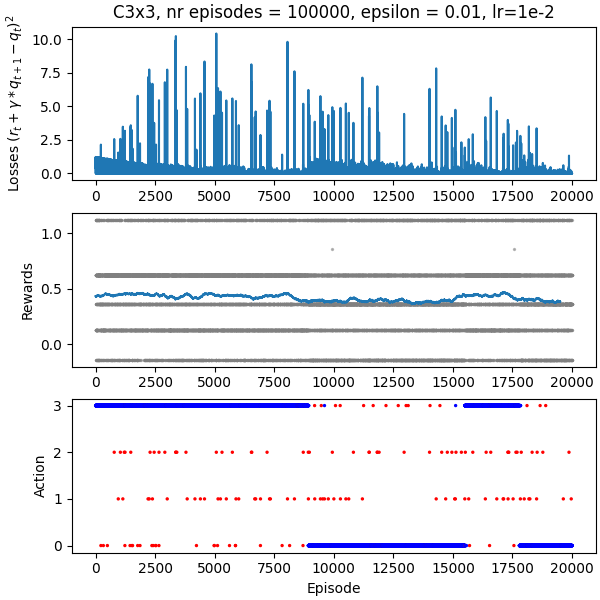 C3x3, nr episodes = 100000, epsilon = 0.01, lr=1e-2
Losses $(r_t + \gamma * q_{t+1} - q_t)^2$
10.0
7.5
5.0
2.5
0.0
0 2500 5000 7500 10000 12500 15000 17500 20000
Rewards
1.0
0.5
0.0
0 2500 5000 7500 10000 12500 15000 17500 20000
Action
3
2
1
0
0 2500 5000 7500 10000 12500 15000 17500 20000
Episode